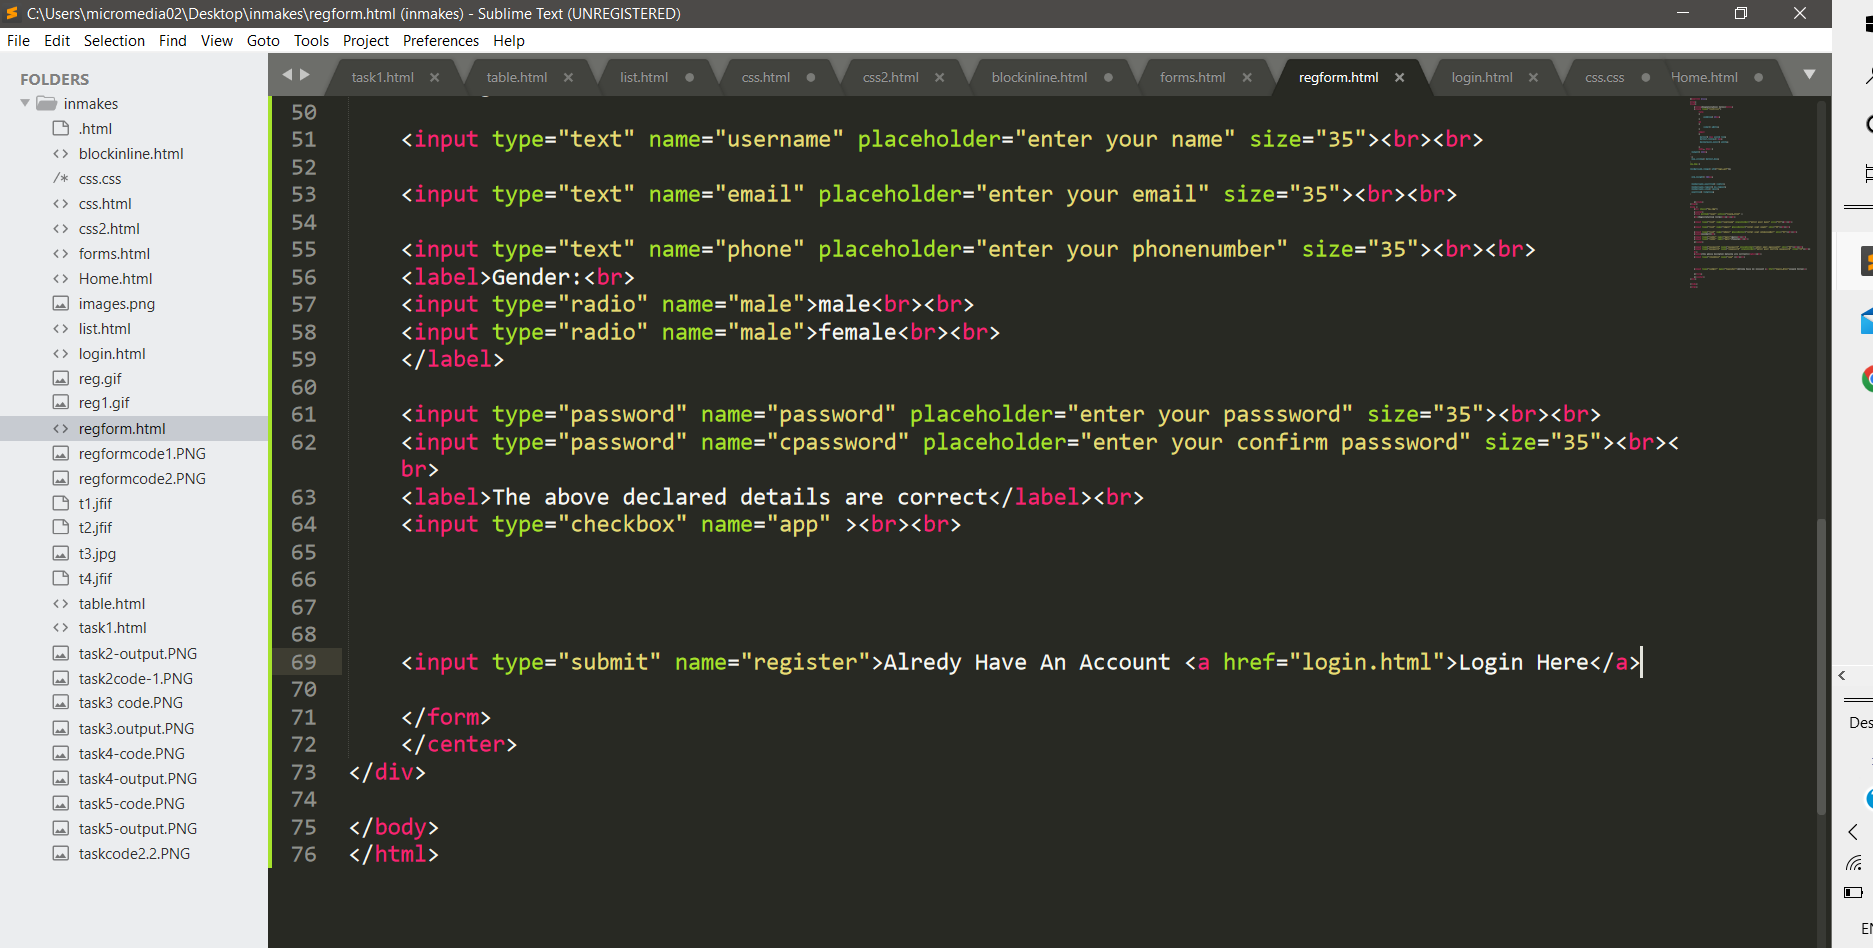 C:\Users\micromedia02\Desktop\inmakes\regform.html (inmakes) - Sublime Text (UNREGISTERED)
File Edit Selection Find View Goto Tools Project Preferences Help
FOLDERS
inmakes
.html
blockinline.html
css.css
css.html
css2.html
forms.html
Home.html
images.png
list.html
login.html
reg.gif
reg1.gif
regform.html
regformcode1.PNG
regformcode2.PNG
t1.jfif
t2.jfif
t3.jpg
t4.jfif
table.html
task1.html
task2-output.PNG
task2code-1.PNG
task3 code.PNG
task3.output.PNG
task4-code.PNG
task4-output.PNG
task5-code.PNG
task5-output.PNG
taskcode2.2.PNG
task1.html table.html list.html css.html css2.html blockinline.html forms.html regform.html login.html css.css Home.html
50
51 <input type="text" name="username" placeholder="enter your name" size="35"><br><br>
52
53 <input type="text" name="email" placeholder="enter your email" size="35"><br><br>
54
55 <input type="text" name="phone" placeholder="enter your phonenumber" size="35"><br><br>
56 <label>Gender:<br>
57 <input type="radio" name="male">male<br><br>
58 <input type="radio" name="male">female<br><br>
59 </label>
60
61 <input type="password" name="password" placeholder="enter your passsword" size="35"><br><br>
62 <input type="password" name="cpassword" placeholder="enter your confirm passsword" size="35"><br><
br>
63 <label>The above declared details are correct</label><br>
64 <input type="checkbox" name="app" ><br><br>
65
66
67
68
69 <input type="submit" name="register">Alredy Have An Account <a href="login.html">Login Here</a>
70
71 </form>
72 </center>
73 </div>
74
75 </body>
76 </html>
Des